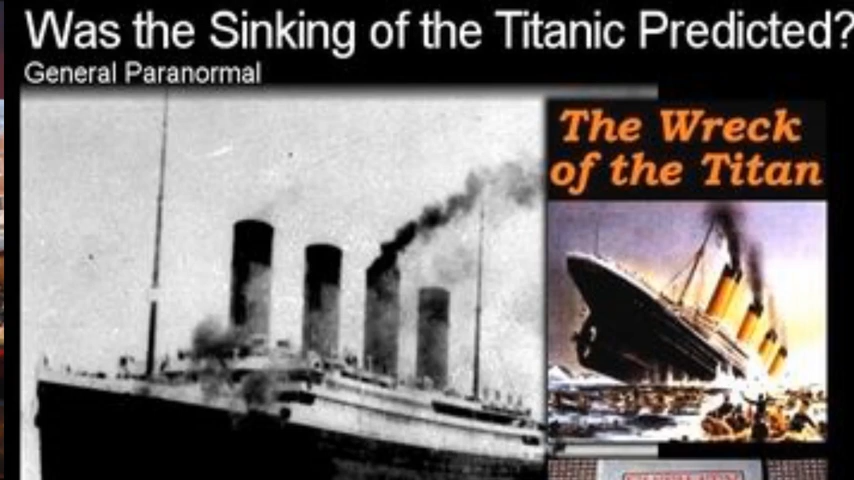 Was the Sinking of the Titanic Predicted?
General Paranormal
The Wreck
of the Titan